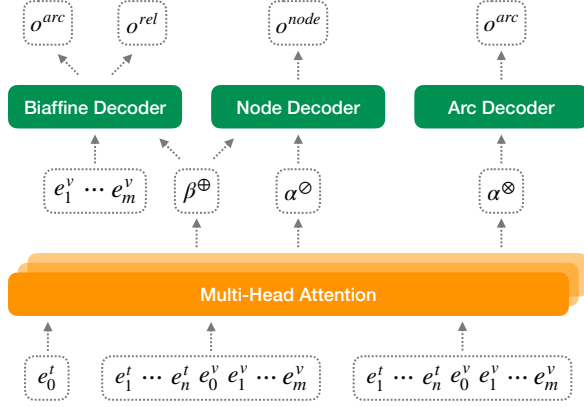 o^{arc} o^{rel} o^{node} o^{arc}
Biaffine Decoder Node Decoder Arc Decoder
e_1^v ⋯ e_m^v β^⊕ α^⊘ α^⊗
Multi-Head Attention
e_0^t e_1^t ⋯ e_n^t e_0^v e_1^v ⋯ e_m^v e_1^t ⋯ e_n^t e_0^v e_1^v ⋯ e_m^v